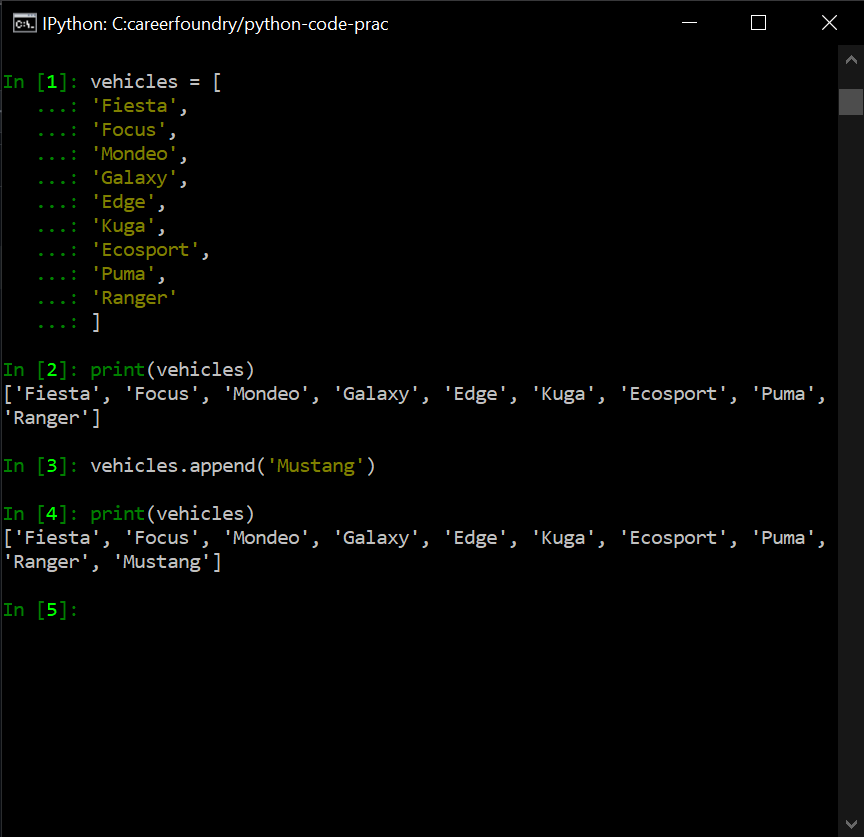 IPython: C:careerfoundry/python-code-prac
In [1]: vehicles = [
...: 'Fiesta',
...: 'Focus',
...: 'Mondeo',
...: 'Galaxy',
...: 'Edge',
...: 'Kuga',
...: 'Ecosport',
...: 'Puma',
...: 'Ranger'
...: ]
In [2]: print(vehicles)
['Fiesta', 'Focus', 'Mondeo', 'Galaxy', 'Edge', 'Kuga', 'Ecosport', 'Puma',
'Ranger']
In [3]: vehicles.append('Mustang')
In [4]: print(vehicles)
['Fiesta', 'Focus', 'Mondeo', 'Galaxy', 'Edge', 'Kuga', 'Ecosport', 'Puma',
'Ranger', 'Mustang']
In [5]: